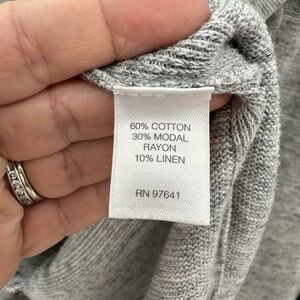 60% COTTON
30% MODAL
RAYON
10% LINEN
RN 97641